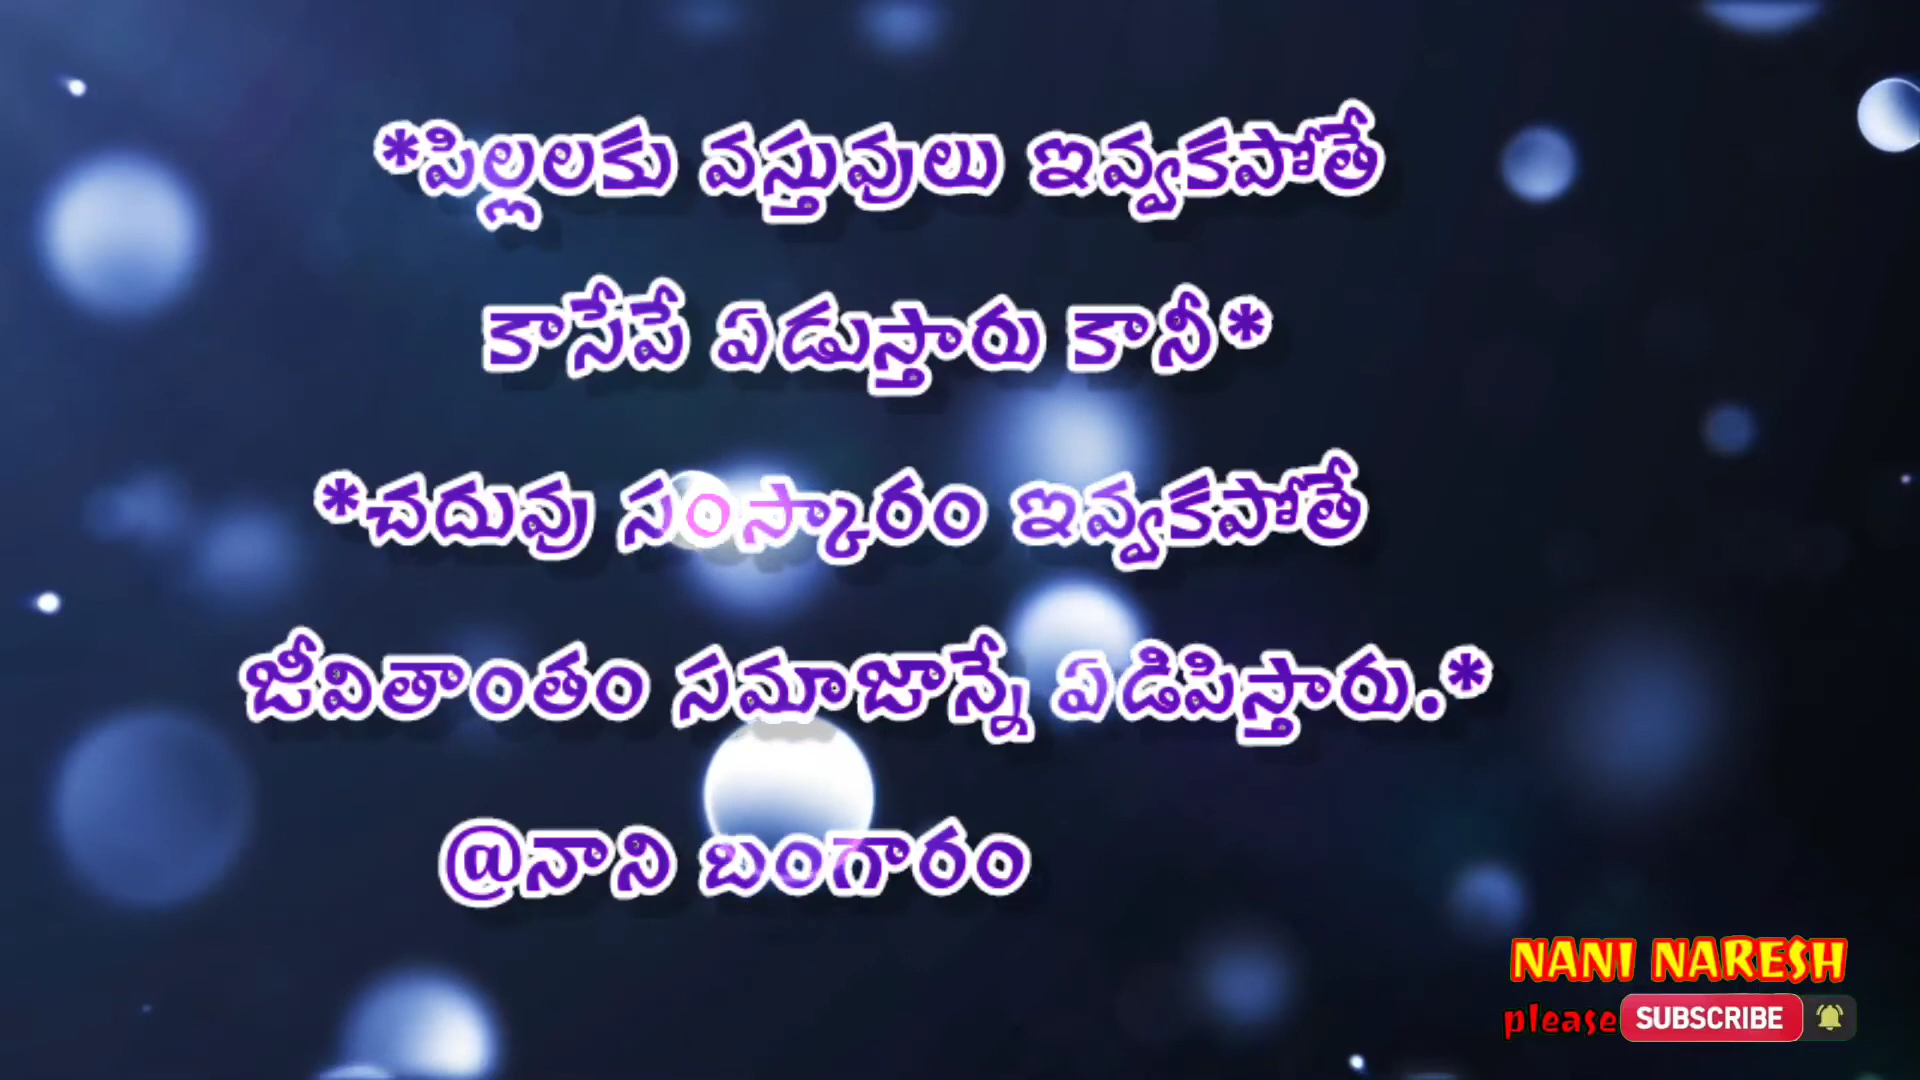 *పిల్లలకు వస్తువులు ఇవ్వకపోతే
కాసేపే ఏడుస్తారు కానీ*
*చదువు సంస్కారం ఇవ్వకపోతే
జీవితాంతం సమాజాన్నే ఏడిపిస్తారు.*
@నాని బంగారం
NANI NARESH
please SUBSCRIBE